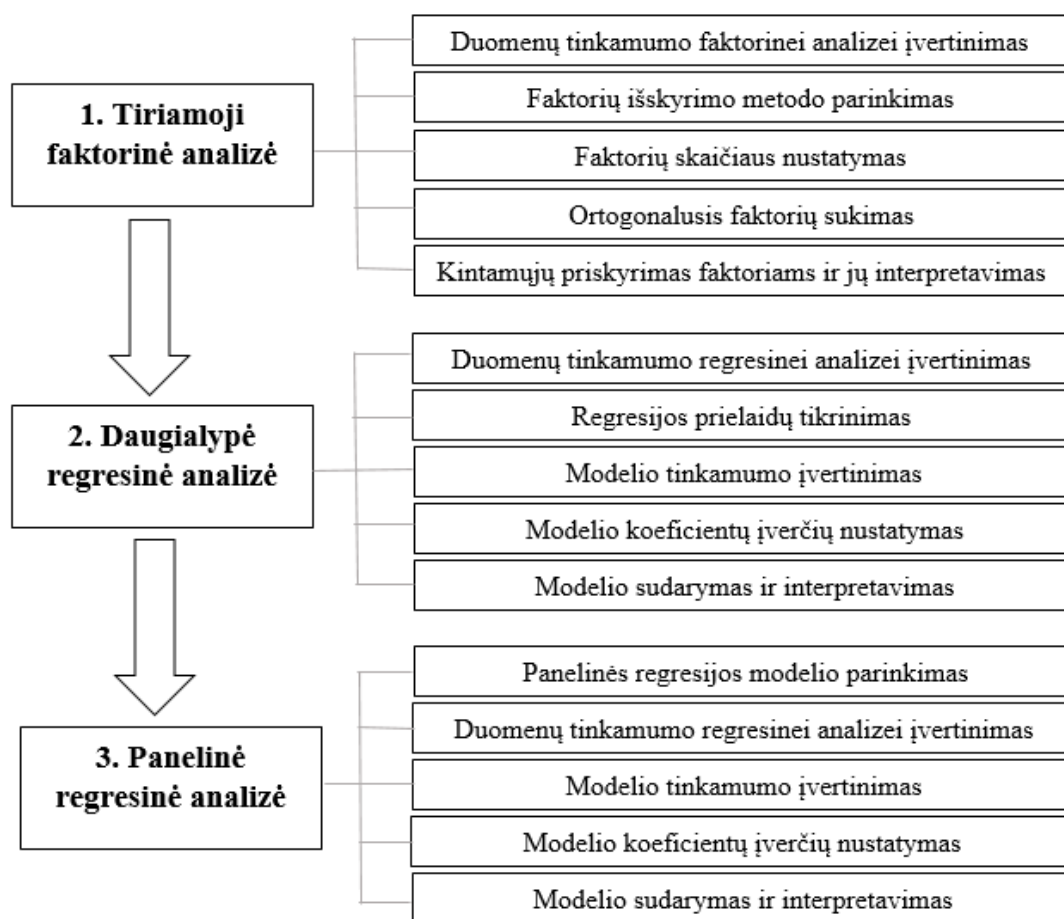 1. Tiriamoji
faktorinė analizė
Duomenų tinkamumo faktorinei analizei įvertinimas
Faktorių išskyrimo metodo parinkimas
Faktorių skaičiaus nustatymas
Ortogonalusis faktorių sukimas
Kintamųjų priskyrimas faktoriams ir jų interpretavimas
2. Daugialypė
regresinė analizė
Duomenų tinkamumo regresinei analizei įvertinimas
Regresijos prielaidų tikrinimas
Modelio tinkamumo įvertinimas
Modelio koeficientų įverčių nustatymas
Modelio sudarymas ir interpretavimas
3. Panelinė
regresinė analizė
Panelinės regresijos modelio parinkimas
Duomenų tinkamumo regresinei analizei įvertinimas
Modelio tinkamumo įvertinimas
Modelio koeficientų įverčių nustatymas
Modelio sudarymas ir interpretavimas